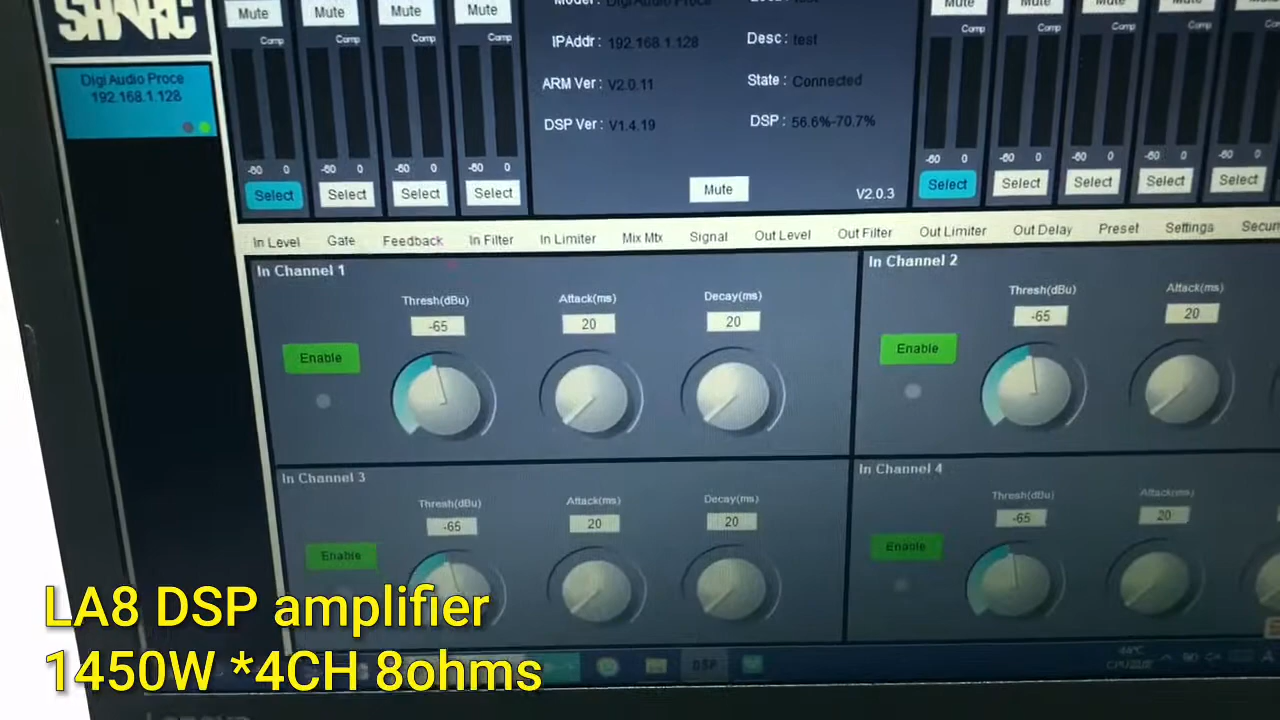 SHARC
Mute Mute Mute Mute Mute Mute Mute Mute
Comp Comp Comp Comp Comp Comp Comp Comp Comp
DigiAudio Proce
192.168.1.128
IPAddr : 192.168.1.128 Desc : test
ARM Ver : V2.0.11 State : Connected
DSP Ver : V1.4.19 DSP : 56.6%-70.7%
-60 0 -60 0 -60 0 -60 0 -60 0 -60 0 -60 0 -60 0 -60 0
Select Select Select Select Mute V2.0.3 Select Select Select Select Select
In Level Gate Feedback In Filter In Limiter Mix Mtx Signal Out Level Out Filter Out Limiter Out Delay Preset Settings
In Channel 1 In Channel 2
Thresh(dBu) Attack(ms) Decay(ms) Thresh(dBu) Attack(ms)
-65 20 20 -65 20
Enable Enable
In Channel 3 In Channel 4
Thresh(dBu) Attack(ms) Decay(ms) Thresh(dBu) Attack(ms)
-65 20 20 -65 20
Enable Enable
LA8 DSP amplifier
1450W *4CH 8ohms
DSP